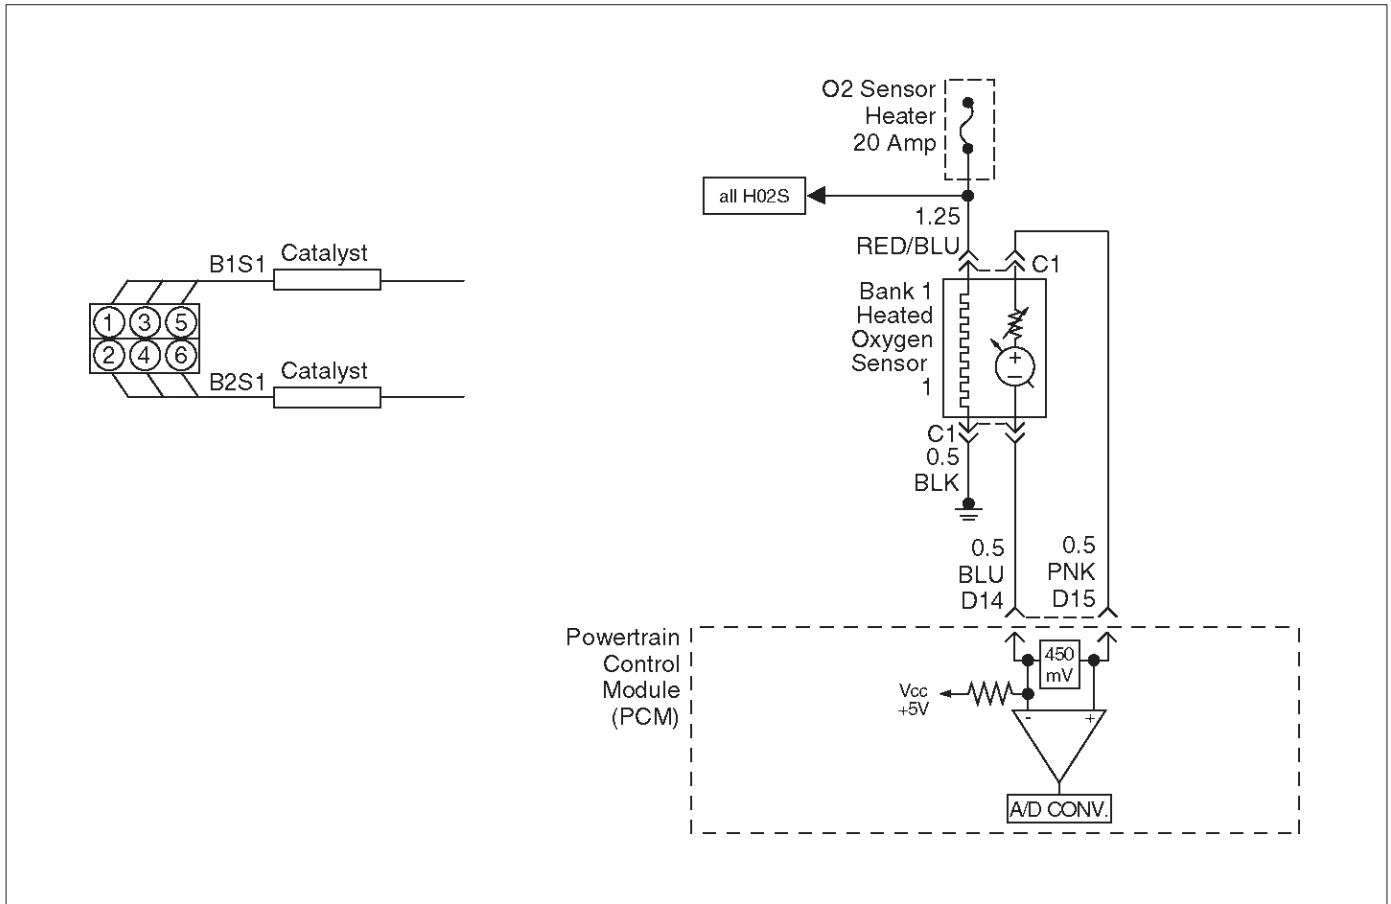 O2 Sensor
Heater
20 Amp
all H02S
1.25
RED/BLU
C1
B1S1
Catalyst
1 3 5
2 4 6
B2S1
Catalyst
Bank 1
Heated
Oxygen
Sensor
1
+
–
C1
0.5
BLK
0.5
BLU
D14
0.5
PNK
D15
Powertrain
Control
Module
(PCM)
450
mV
Vcc
+5V
- +
A/D CONV.